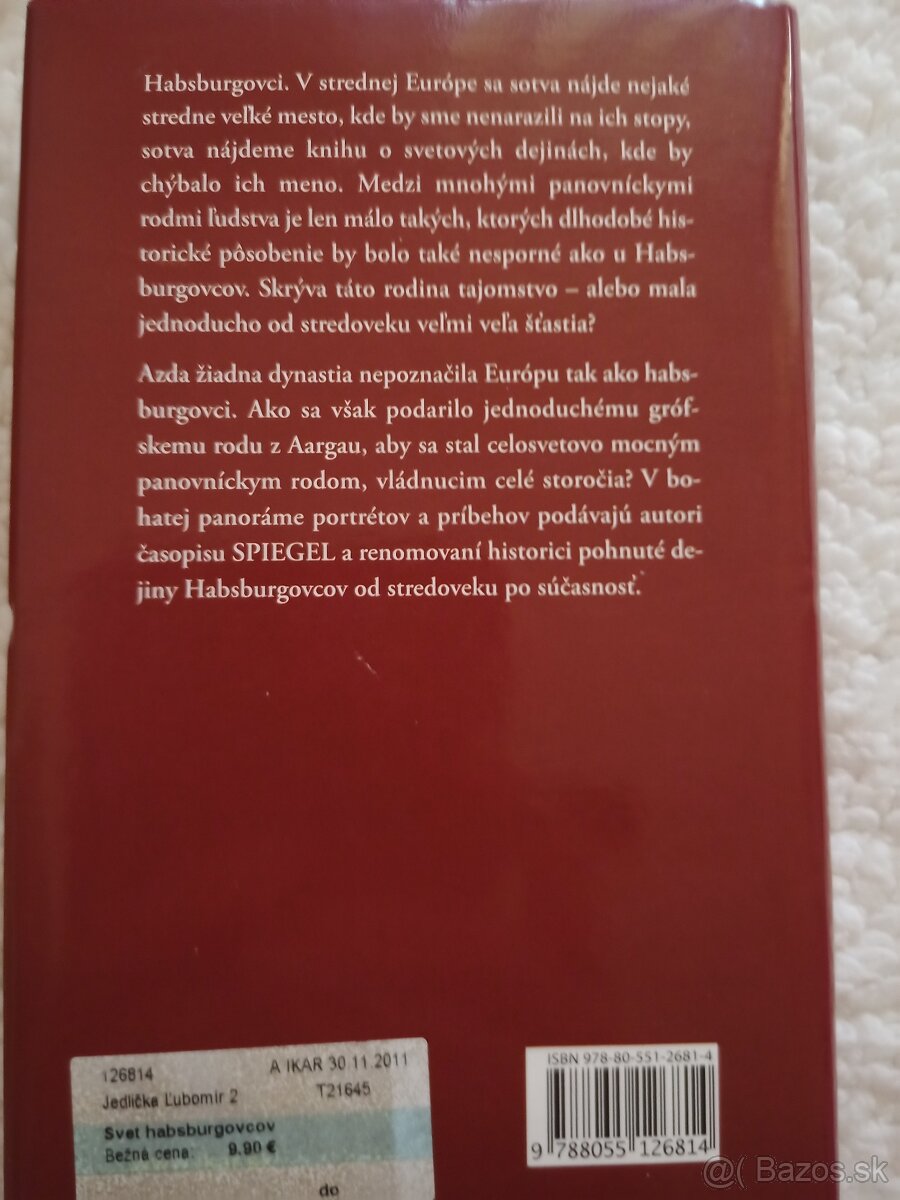 Habsburgovci. V strednej Európe sa sotva nájde nejaké
stredne veľké mesto, kde by sme nenarazili na ich stopy,
sotva nájdeme knihu o svetových dejinách, kde by
chýbalo ich meno. Medzi mnohými panovníckymi
rodmi ľudstva je len málo takých, ktorých dlhodobé his-
torické pôsobenie by bolo také nesporné ako u Habs-
burgovcov. Skrýva táto rodina tajomstvo – alebo mala
jednoducho od stredoveku veľmi veľa šťastia?
Azda žiadna dynastia nepoznačila Európu tak ako habs-
burgovci. Ako sa však podarilo jednoduchému gróf-
skemu rodu z Aargau, aby sa stal celosvetovo mocným
panovníckym rodom, vládnucim celé storočia? V bo-
hatej panoráme portrétov a príbehov podávajú autori
časopisu SPIEGEL a renomovaní historici pohnuté de-
jiny Habsburgovcov od stredoveku po súčasnosť.
126814 A IKAR 30.11.2011
Jedlička Ľubomír 2 T21645
Svet habsburgovcov
Bežná cena: 9.90 €
do
ISBN 978-80-551-2681-4
9 788055 126814
@( Bazos.sk